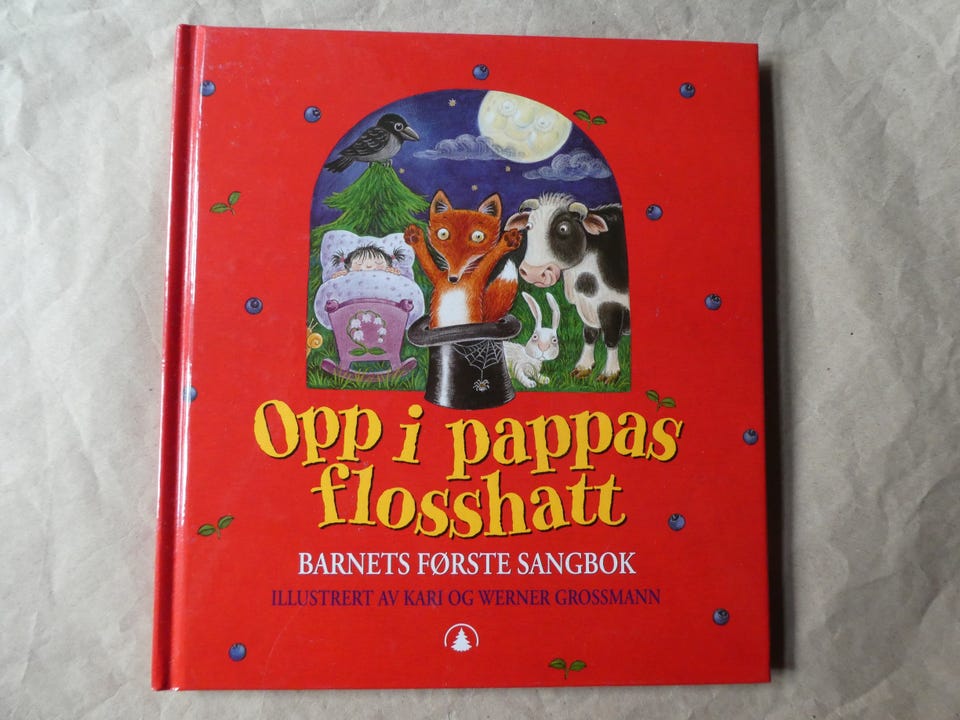 Opp i pappas
flosshatt
BARNETS FØRSTE SANGBOK
ILLUSTRERT AV KARI OG WERNER GROSSMANN